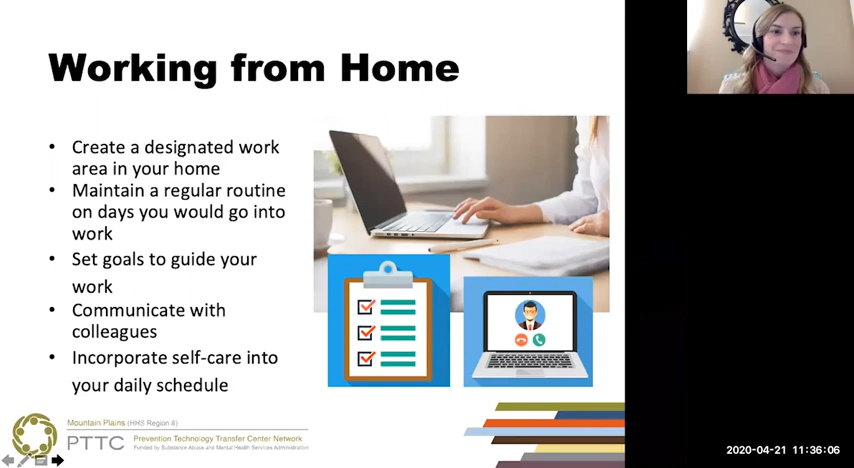 Working from Home
• Create a designated work
area in your home
• Maintain a regular routine
on days you would go into
work
• Set goals to guide your
work
• Communicate with
colleagues
• Incorporate self-care into
your daily schedule
Mountain Plains (HHS Region 8)
PTTC Prevention Technology Transfer Center Network
Funded by Substance Abuse and Mental Health Services Administration
2020-04-21 11:36:06